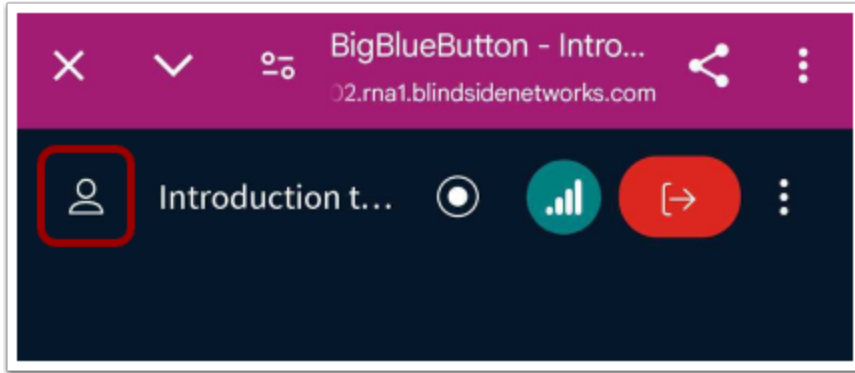 BigBlueButton - Intro...
2.rna1.blindsidenetworks.com
Introduction t...